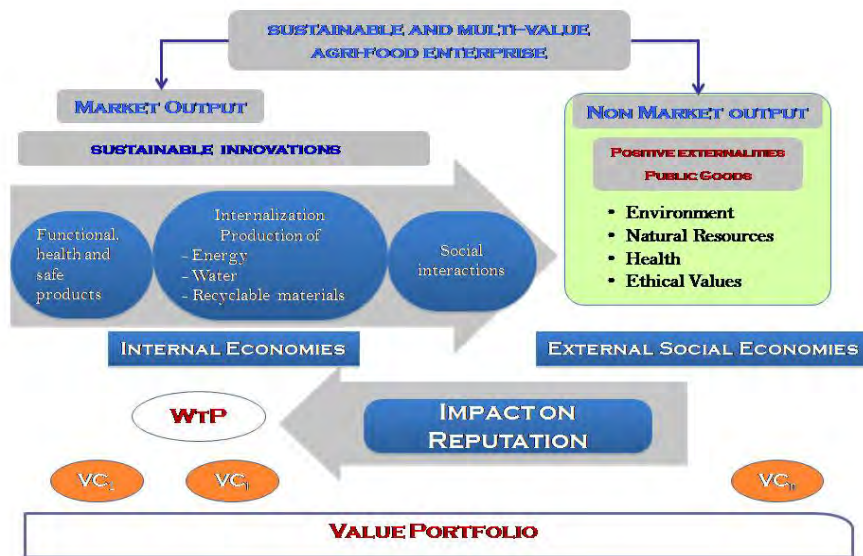 SUSTAINABLE AND MULTI-VALUE
AGRI-FOOD ENTERPRISE
MARKET OUTPUT
NON MARKET OUTPUT
SUSTAINABLE INNOVATIONS
POSITIVE EXTERNALITIES
PUBLIC GOODS
• Environment
• Natural Resources
• Health
• Ethical Values
Functional,
health and
safe
products
Internalization
Production of
- Energy
- Water
- Recyclable materials
Social
interactions
INTERNAL ECONOMIES
EXTERNAL SOCIAL ECONOMIES
WTP
IMPACT ON
REPUTATION
VC
VC
VC
VALUE PORTFOLIO